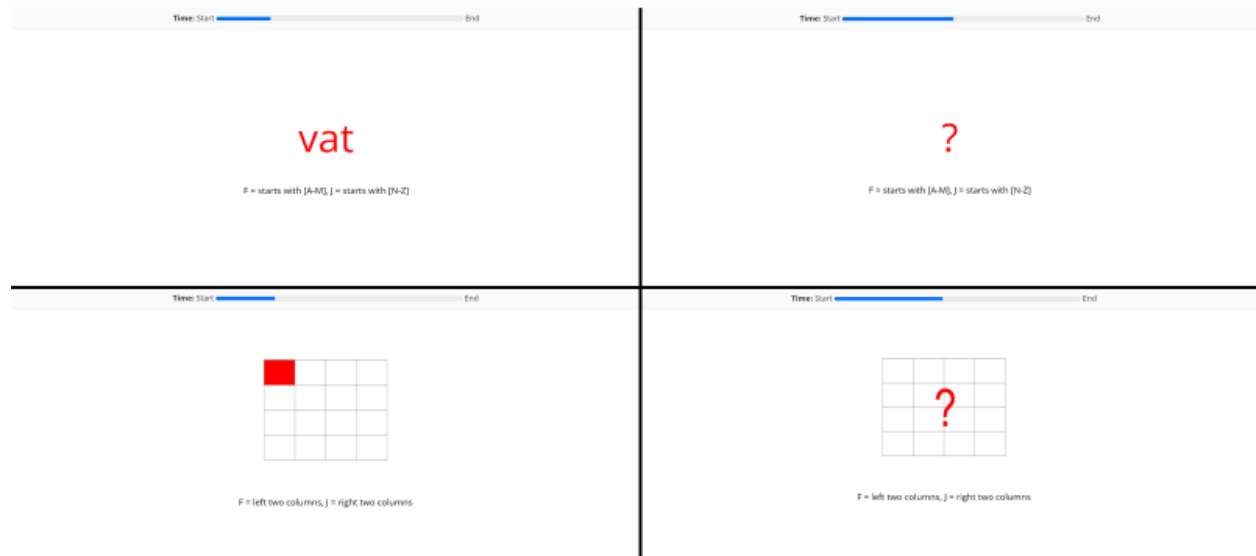 Time: Start End
Time: Start End
vat
?
F = starts with [A-M], J = starts with [N-Z]
F = starts with [A-M], J = starts with [N-Z]
Time: Start End
Time: Start End
?
F = left two columns, J = right two columns
F = left two columns, J = right two columns